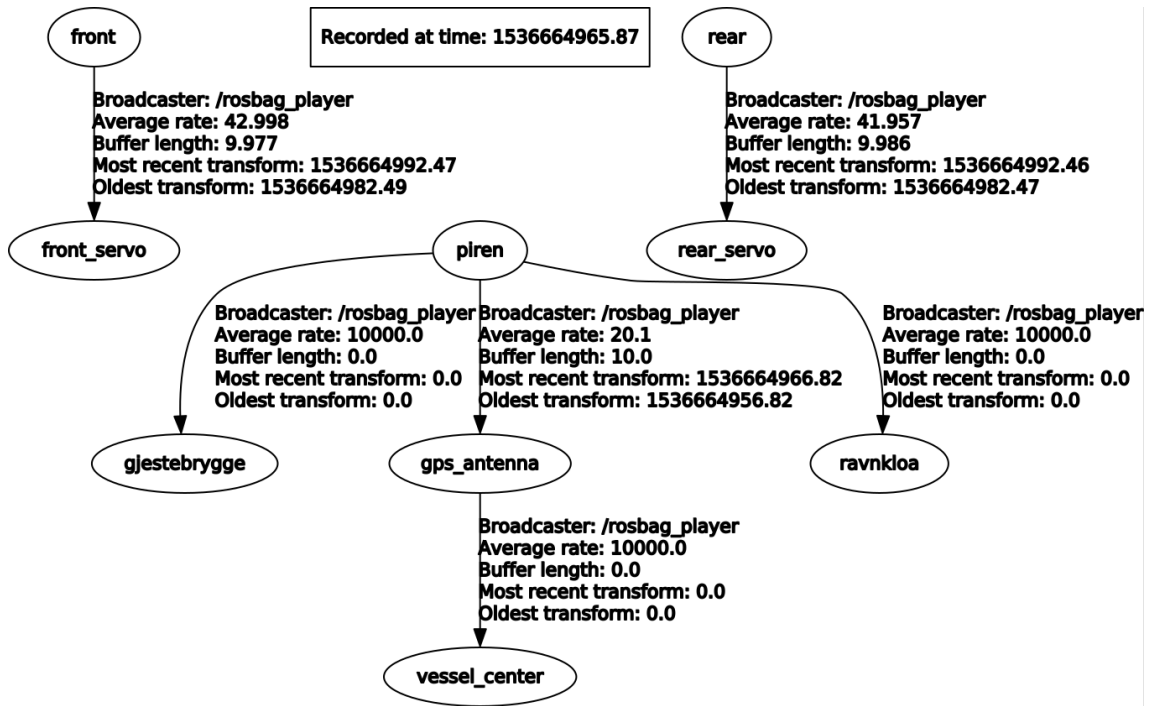 front
Recorded at time: 1536664965.87
rear
Broadcaster: /rosbag_player
Average rate: 42.998
Buffer length: 9.977
Most recent transform: 1536664992.47
Oldest transform: 1536664982.49
Broadcaster: /rosbag_player
Average rate: 41.957
Buffer length: 9.986
Most recent transform: 1536664992.46
Oldest transform: 1536664982.47
front_servo
piren
rear_servo
Broadcaster: /rosbag_player
Average rate: 10000.0
Buffer length: 0.0
Most recent transform: 0.0
Oldest transform: 0.0
Broadcaster: /rosbag_player
Average rate: 20.1
Buffer length: 10.0
Most recent transform: 1536664966.82
Oldest transform: 1536664956.82
Broadcaster: /rosbag_player
Average rate: 10000.0
Buffer length: 0.0
Most recent transform: 0.0
Oldest transform: 0.0
gjestebrygge
gps_antenna
ravnkloa
Broadcaster: /rosbag_player
Average rate: 10000.0
Buffer length: 0.0
Most recent transform: 0.0
Oldest transform: 0.0
vessel_center